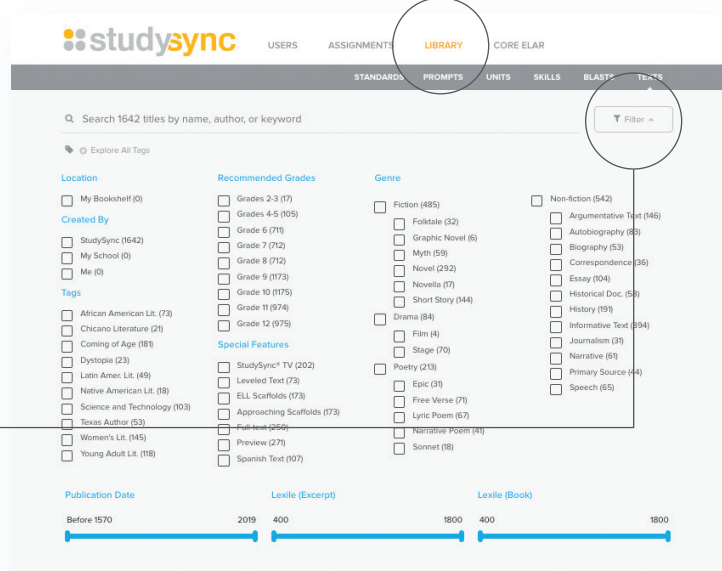 studysync
USERS ASSIGNMENTS LIBRARY CORE ELAR
STANDARDS PROMPTS UNITS SKILLS BLASTS TEXTS
Search 1642 titles by name, author, or keyword
Filter
Explore All Tags
Location
My Bookshelf (0)
Created By
StudySync (1642)
My School (0)
Me (0)
Tags
African American Lit. (73)
Chicano Literature (21)
Coming of Age (181)
Dystopia (23)
Latin Amer. Lit. (49)
Native American Lit. (18)
Science and Technology (103)
Texas Author (53)
Women's Lit. (145)
Young Adult Lit. (118)
Recommended Grades
Grades 2-3 (17)
Grades 4-5 (105)
Grade 6 (711)
Grade 7 (712)
Grade 8 (712)
Grade 9 (1173)
Grade 10 (1175)
Grade 11 (974)
Grade 12 (975)
Special Features
StudySync® TV (202)
Leveled Text (73)
ELL Scaffolds (173)
Approaching Scaffolds (173)
Full text (250)
Preview (271)
Spanish Text (107)
Genre
Fiction (485)
Folktale (32)
Graphic Novel (6)
Myth (59)
Novel (292)
Novella (17)
Short Story (144)
Drama (84)
Film (4)
Stage (70)
Poetry (213)
Epic (31)
Free Verse (71)
Lyric Poem (67)
Narrative Poem (41)
Sonnet (18)
Non-fiction (542)
Argumentative Text (146)
Autobiography (83)
Biography (53)
Correspondence (36)
Essay (104)
Historical Doc. (58)
History (191)
Informative Text (394)
Journalism (31)
Narrative (61)
Primary Source (44)
Speech (65)
Publication Date
Before 1570 2019
Lexile (Excerpt)
400 1800
Lexile (Book)
400 1800